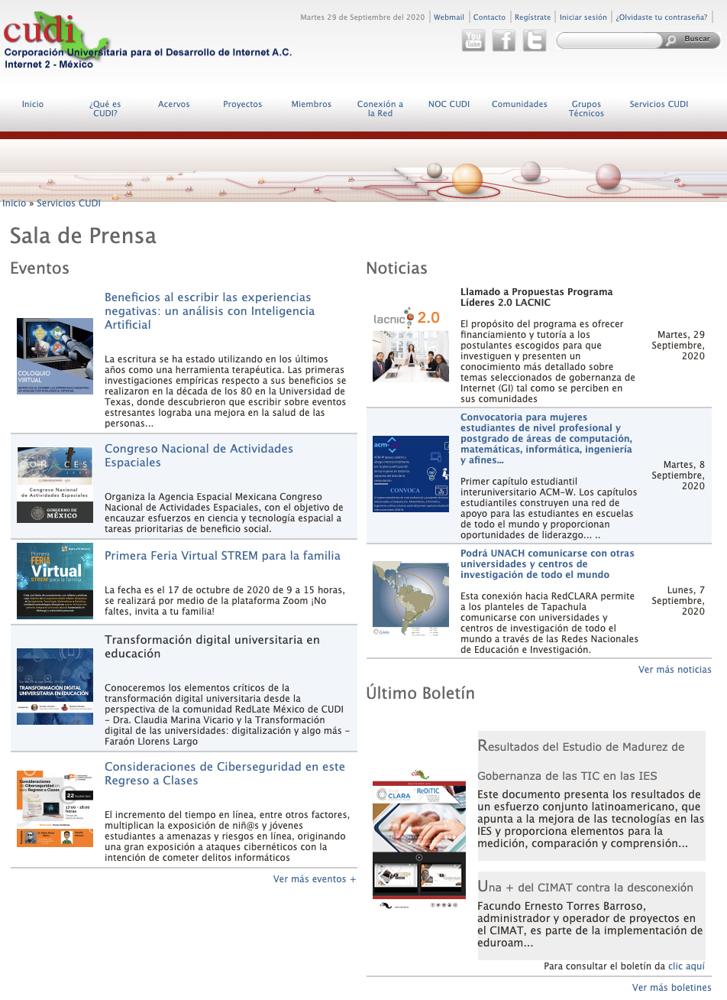 cudi
Corporación Universitaria para el Desarrollo de Internet A.C.
Internet 2 - México
Martes 29 de Septiembre del 2020
Webmail
Contacto
Regístrate
Iniciar sesión
¿Olvidaste tu contraseña?
You
Tube
Buscar
Inicio
¿Qué es
CUDI?
Acervos
Proyectos
Miembros
Conexión a
la Red
NOC CUDI
Comunidades
Grupos
Técnicos
Servicios CUDI
Inicio » Servicios CUDI
Sala de Prensa
Eventos
Beneficios al escribir las experiencias
negativas: un análisis con Inteligencia
Artificial
COLOQUIO
VIRTUAL
La escritura se ha estado utilizando en los últimos
años como una herramienta terapéutica. Las primeras
investigaciones empíricas respecto a sus beneficios se
realizaron en la década de los 80 en la Universidad de
Texas, donde descubrieron que escribir sobre eventos
estresantes lograba una mejora en la salud de las
personas...
Congreso Nacional de Actividades
Espaciales
Congreso Nacional
de Actividades Espaciales
GOBIERNO DE
MÉXICO
Organiza la Agencia Espacial Mexicana Congreso
Nacional de Actividades Espaciales, con el objetivo de
encauzar esfuerzos en ciencia y tecnología espacial a
tareas prioritarias de beneficio social.
Primera Feria Virtual STREM para la familia
Primera
FERIA
Virtual
STREM para la familia
La fecha es el 17 de octubre de 2020 de 9 a 15 horas,
se realizará por medio de la plataforma Zoom ¡No
faltes, invita a tu familia!
Transformación digital universitaria en
educación
TRANSFORMACIÓN DIGITAL
UNIVERSITARIA EN EDUCACIÓN
Conoceremos los elementos críticos de la
transformación digital universitaria desde la
perspectiva de la comunidad RedLate México de CUDI
- Dra. Claudia Marina Vicario y la Transformación
digital de las universidades: digitalización y algo más -
Faraón Llorens Largo
Consideraciones de Ciberseguridad en este
Regreso a Clases
Consideraciones
de Ciberseguridad en
este Regreso a Clases
22 Septiembre
17:00 - 18:00
horas
El incremento del tiempo en línea, entre otros factores,
multiplican la exposición de niñ@s y jóvenes
estudiantes a amenazas y riesgos en línea, originando
una gran exposición a ataques cibernéticos con la
intención de cometer delitos informáticos
Ver más eventos +
Noticias
Llamado a Propuestas Programa
Líderes 2.0 LACNIC
lacnic 2.0
El propósito del programa es ofrecer
financiamiento y tutoría a los
postulantes escogidos para que
investiguen y presenten un
conocimiento más detallado sobre
temas seleccionados de gobernanza de
Internet (GI) tal como se perciben en
sus comunidades
Martes, 29
Septiembre,
2020
Convocatoria para mujeres
estudiantes de nivel profesional y
postgrado de áreas de computación,
matemáticas, informática, ingeniería
y afines...
acm-w
CONVOCA
Primer capítulo estudiantil
interuniversitario ACM-W. Los capítulos
estudiantiles construyen una red de
apoyo para las estudiantes en escuelas
de todo el mundo y proporcionan
oportunidades de liderazgo... ..
Martes, 8
Septiembre,
2020
Podrá UNACH comunicarse con otras
universidades y centros de
investigación de todo el mundo
Esta conexión hacia RedCLARA permite
a los planteles de Tapachula
comunicarse con universidades y
centros de investigación de todo el
mundo a través de las Redes Nacionales
de Educación e Investigación.
Lunes, 7
Septiembre,
2020
Ver más noticias
Último Boletín
CLARA
ReDiTIC
Resultados del Estudio de Madurez de
Gobernanza de las TIC en las IES
Este documento presenta los resultados de
un esfuerzo conjunto latinoamericano, que
apunta a la mejora de las tecnologías en las
IES y proporciona elementos para la
medición, comparación y comprensión...
Una + del CIMAT contra la desconexión
Facundo Ernesto Torres Barroso,
administrador y operador de proyectos en
el CIMAT, es parte de la implementación de
eduroam...
Para consultar el boletín da clic aquí
Ver más boletines